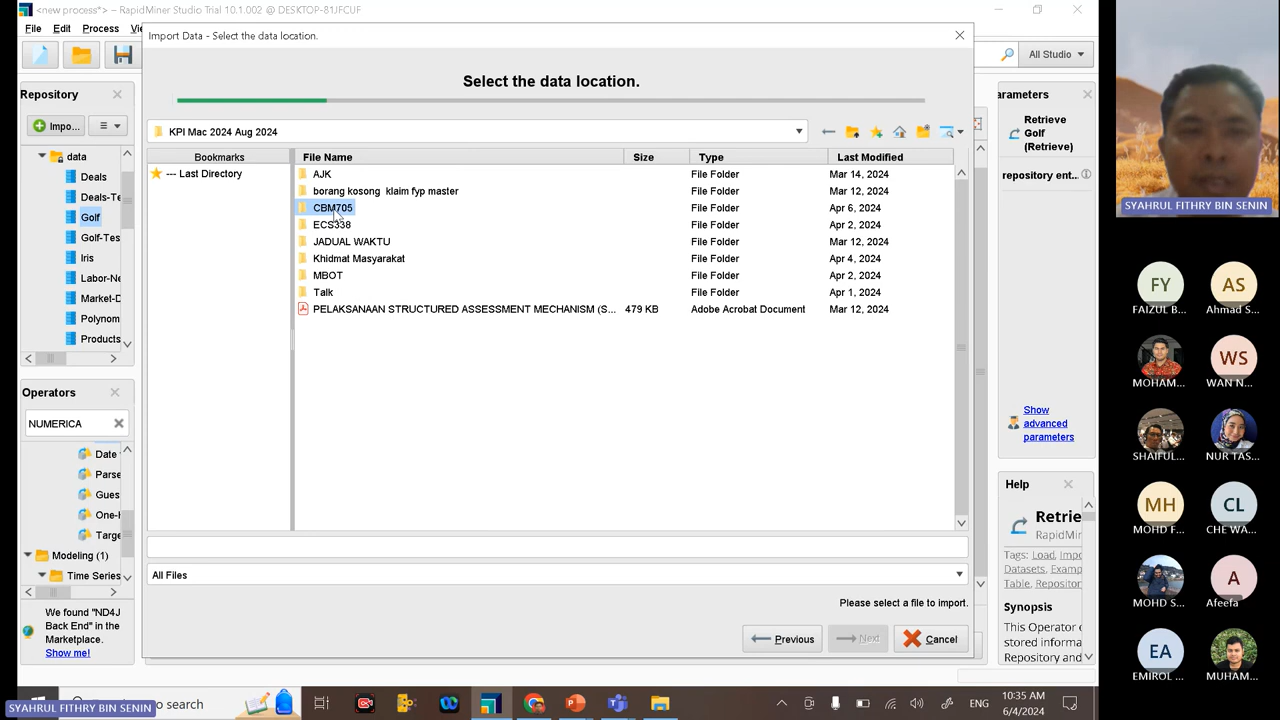 <new process*> – RapidMiner Studio Trial 10.1.002 @ DESKTOP-81JFCUF
File Edit Process
Import Data - Select the data location.
All Studio
Select the data location.
Repository
Impo...
data
Deals
Deals-Te
Golf
Golf-Tes
Iris
Labor-Ne
Market-D
Polynom
Products
KPI Mac 2024 Aug 2024
Bookmarks
--- Last Directory
File Name Size Type Last Modified
AJK File Folder Mar 14, 2024
borang kosong klaim fyp master File Folder Mar 12, 2024
CBM705 File Folder Apr 6, 2024
ECS338 File Folder Apr 2, 2024
JADUAL WAKTU File Folder Mar 12, 2024
Khidmat Masyarakat File Folder Apr 4, 2024
MBOT File Folder Apr 2, 2024
Talk File Folder Apr 1, 2024
PELAKSANAAN STRUCTURED ASSESSMENT MECHANISM (S... 479 KB Adobe Acrobat Document Mar 12, 2024
All Files
Please select a file to import.
Previous Next Cancel
Operators
NUMERICA
Date
Parse
Gues
One-
Targe
Modeling (1)
Time Series
We found "ND4J
Back End" in the
Marketplace.
Show me!
arameters
Retrieve
Golf
(Retrieve)
repository ent...
Show
advanced
parameters
Help
Retrie
RapidMiner
Tags: Load, Impo
Datasets, Examp
Table, Repositor
Synopsis
This Operator c
stored informa
Repository and
SYAHRUL FITHRY BIN SENIN
FY
FAIZUL B...
AS
Ahmad S...
MOHAM...
WS
WAN N...
SHAIFUL...
NUR TAS...
MH
MOHD F...
CL
CHE WA...
MOHD S...
A
Afeefa
EA
EMIROL ...
MUHAM...
SYAHRUL FITHRY BIN SENIN
o search
ENG
10:35 AM
6/4/2024